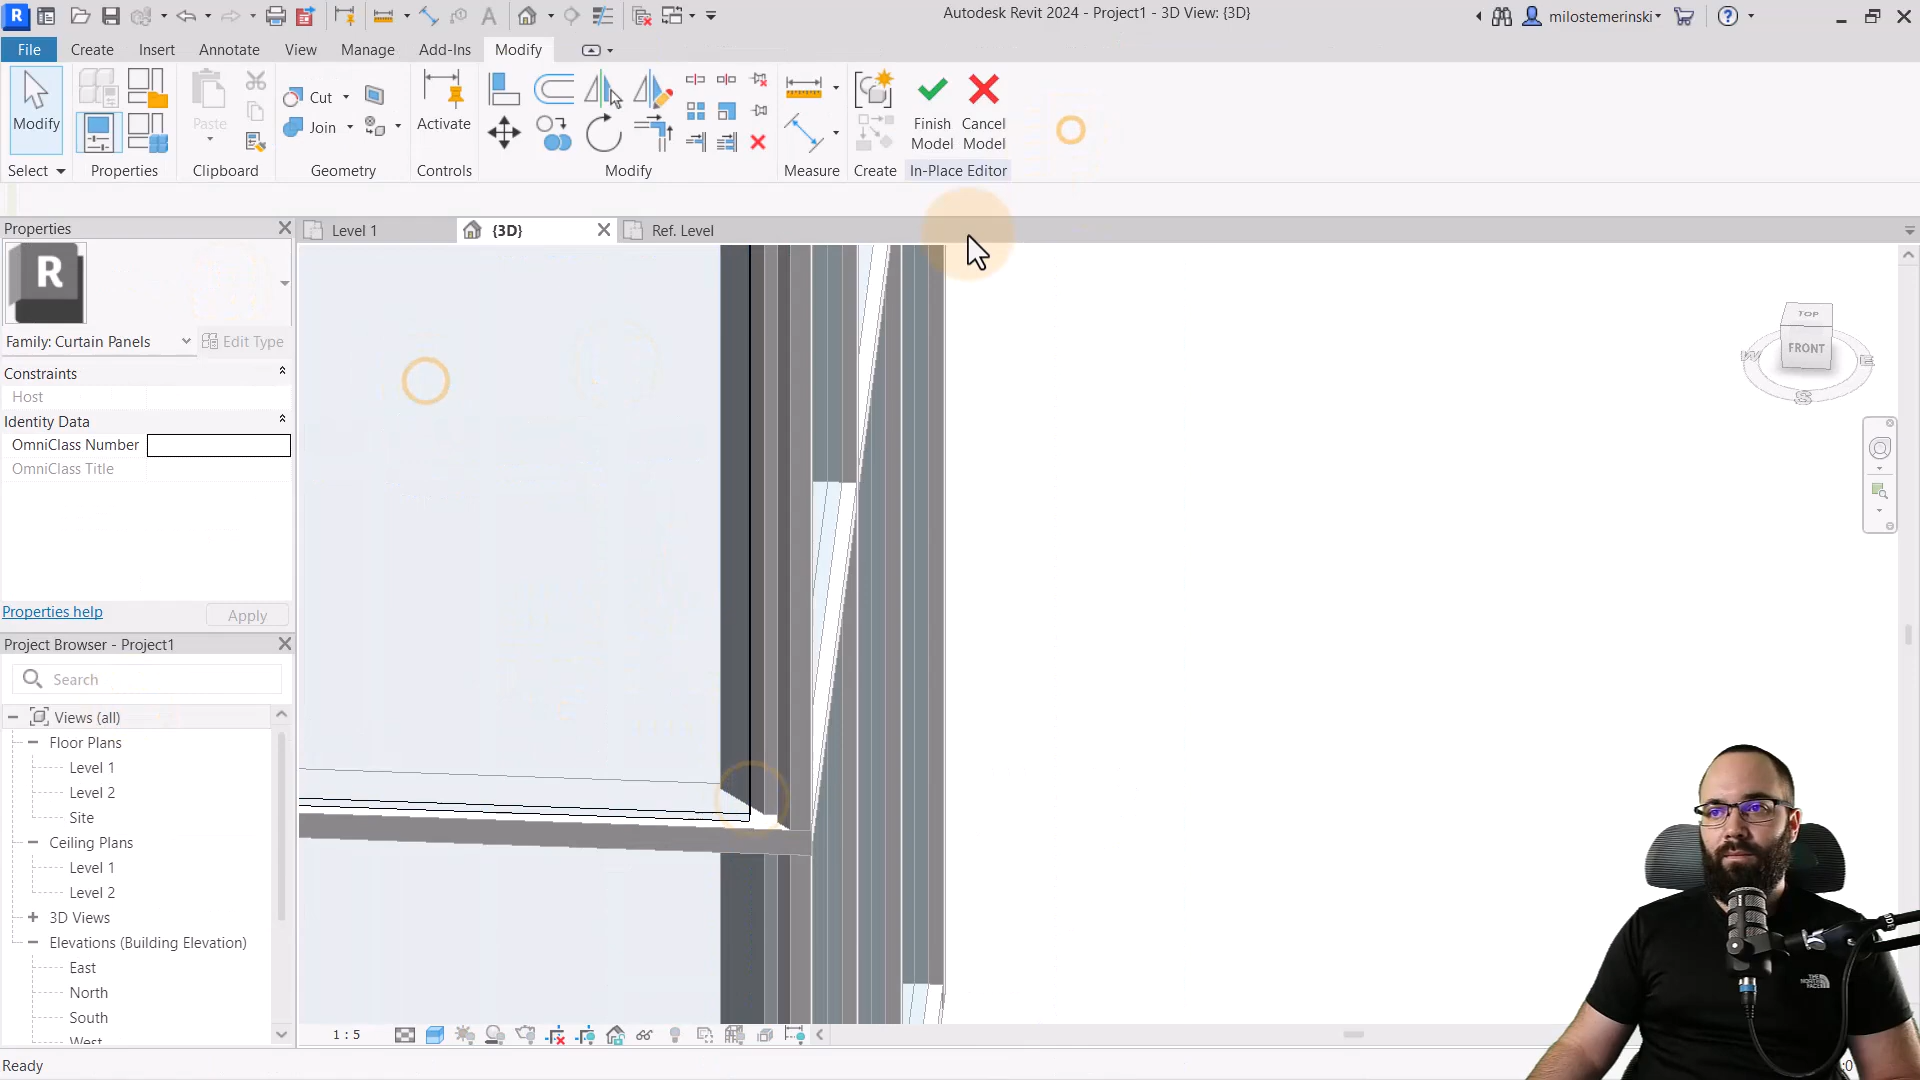 Autodesk Revit 2024 - Project1 - 3D View: {3D}
milostemerinski
File Create Insert Annotate View Manage Add-Ins Modify
Modify
Paste
Cut
Join
Activate
Finish Model
Cancel Model
Select Properties Clipboard Geometry Controls Modify Measure Create In-Place Editor
Properties
Level 1
{3D}
Ref. Level
R
Family: Curtain Panels
Edit Type
Constraints
Host
Identity Data
OmniClass Number
OmniClass Title
Properties help
Apply
Project Browser - Project1
Search
Views (all)
Floor Plans
Level 1
Level 2
Site
Ceiling Plans
Level 1
Level 2
3D Views
Elevations (Building Elevation)
East
North
South
West
1 : 5
Ready
TOP
FRONT
W
E
S
THE NORTH FACE